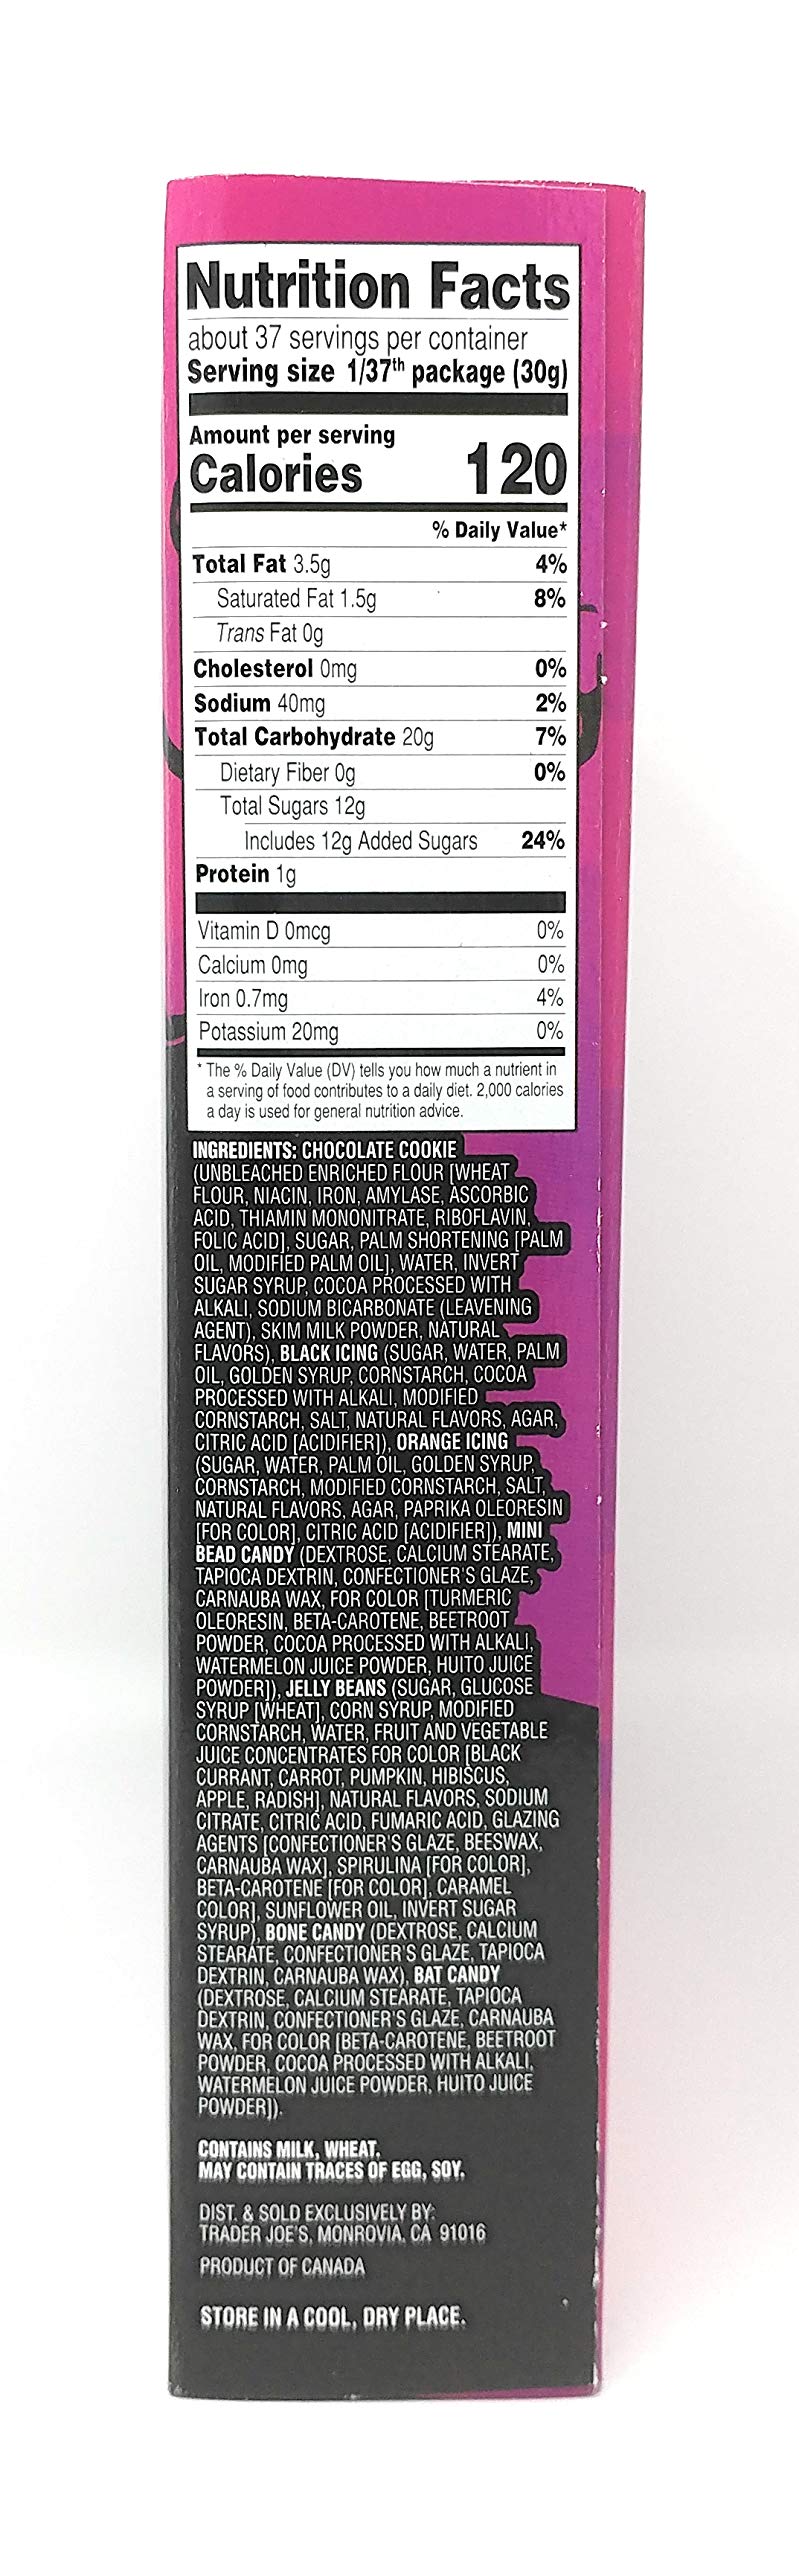 Nutrition Facts
about 37 servings per container
Serving size 1/37th package (30g)
Amount per serving
Calories 120
% Daily Value*
Total Fat 3.5g 4%
Saturated Fat 1.5g 8%
Trans Fat 0g
Cholesterol 0mg 0%
Sodium 40mg 2%
Total Carbohydrate 20g 7%
Dietary Fiber 0g 0%
Total Sugars 12g
Includes 12g Added Sugars 24%
Protein 1g
Vitamin D 0mcg 0%
Calcium 0mg 0%
Iron 0.7mg 4%
Potassium 20mg 0%
* The % Daily Value (DV) tells you how much a nutrient in
a serving of food contributes to a daily diet. 2,000 calories
a day is used for general nutrition advice.
INGREDIENTS: CHOCOLATE COOKIE
(UNBLEACHED ENRICHED FLOUR [WHEAT
FLOUR, NIACIN, IRON, AMYLASE, ASCORBIC
ACID, THIAMIN MONONITRATE, RIBOFLAVIN,
FOLIC ACID], SUGAR, PALM SHORTENING [PALM
OIL, MODIFIED PALM OIL], WATER, INVERT
SUGAR SYRUP, COCOA PROCESSED WITH
ALKALI, SODIUM BICARBONATE (LEAVENING
AGENT), SKIM MILK POWDER, NATURAL
FLAVORS), BLACK ICING (SUGAR, WATER, PALM
OIL, GOLDEN SYRUP, CORNSTARCH, COCOA
PROCESSED WITH ALKALI, MODIFIED
CORNSTARCH, SALT, NATURAL FLAVORS, AGAR,
CITRIC ACID [ACIDIFIER]), ORANGE ICING
(SUGAR, WATER, PALM OIL, GOLDEN SYRUP,
CORNSTARCH, MODIFIED CORNSTARCH, SALT,
NATURAL FLAVORS, AGAR, PAPRIKA OLEORESIN
[FOR COLOR], CITRIC ACID [ACIDIFIER]), MINI
BEAD CANDY (DEXTROSE, CALCIUM STEARATE,
TAPIOCA DEXTRIN, CONFECTIONER'S GLAZE,
CARNAUBA WAX, FOR COLOR [TURMERIC
OLEORESIN, BETA-CAROTENE, BEETROOT
POWDER, COCOA PROCESSED WITH ALKALI,
WATERMELON JUICE POWDER, HUITO JUICE
POWDER]), JELLY BEANS (SUGAR, GLUCOSE
SYRUP [WHEAT], CORN SYRUP, MODIFIED
CORNSTARCH, WATER, FRUIT AND VEGETABLE
JUICE CONCENTRATES FOR COLOR [BLACK
CURRANT, CARROT, PUMPKIN, HIBISCUS,
APPLE, RADISH], NATURAL FLAVORS, SODIUM
CITRATE, CITRIC ACID, FUMARIC ACID, GLAZING
AGENTS [CONFECTIONER'S GLAZE, BEESWAX,
CARNAUBA WAX], SPIRULINA [FOR COLOR],
BETA-CAROTENE [FOR COLOR], CARAMEL
COLOR], SUNFLOWER OIL, INVERT SUGAR
SYRUP), BONE CANDY (DEXTROSE, CALCIUM
STEARATE, CONFECTIONER'S GLAZE, TAPIOCA
DEXTRIN, CARNAUBA WAX), BAT CANDY
(DEXTROSE, CALCIUM STEARATE, TAPIOCA
DEXTRIN, CONFECTIONER'S GLAZE, CARNAUBA
WAX, FOR COLOR [BETA-CAROTENE, BEETROOT
POWDER, COCOA PROCESSED WITH ALKALI,
WATERMELON JUICE POWDER, HUITO JUICE
POWDER]).
CONTAINS MILK, WHEAT.
MAY CONTAIN TRACES OF EGG, SOY.
DIST. & SOLD EXCLUSIVELY BY:
TRADER JOE'S, MONROVIA, CA 91016
PRODUCT OF CANADA
STORE IN A COOL, DRY PLACE.